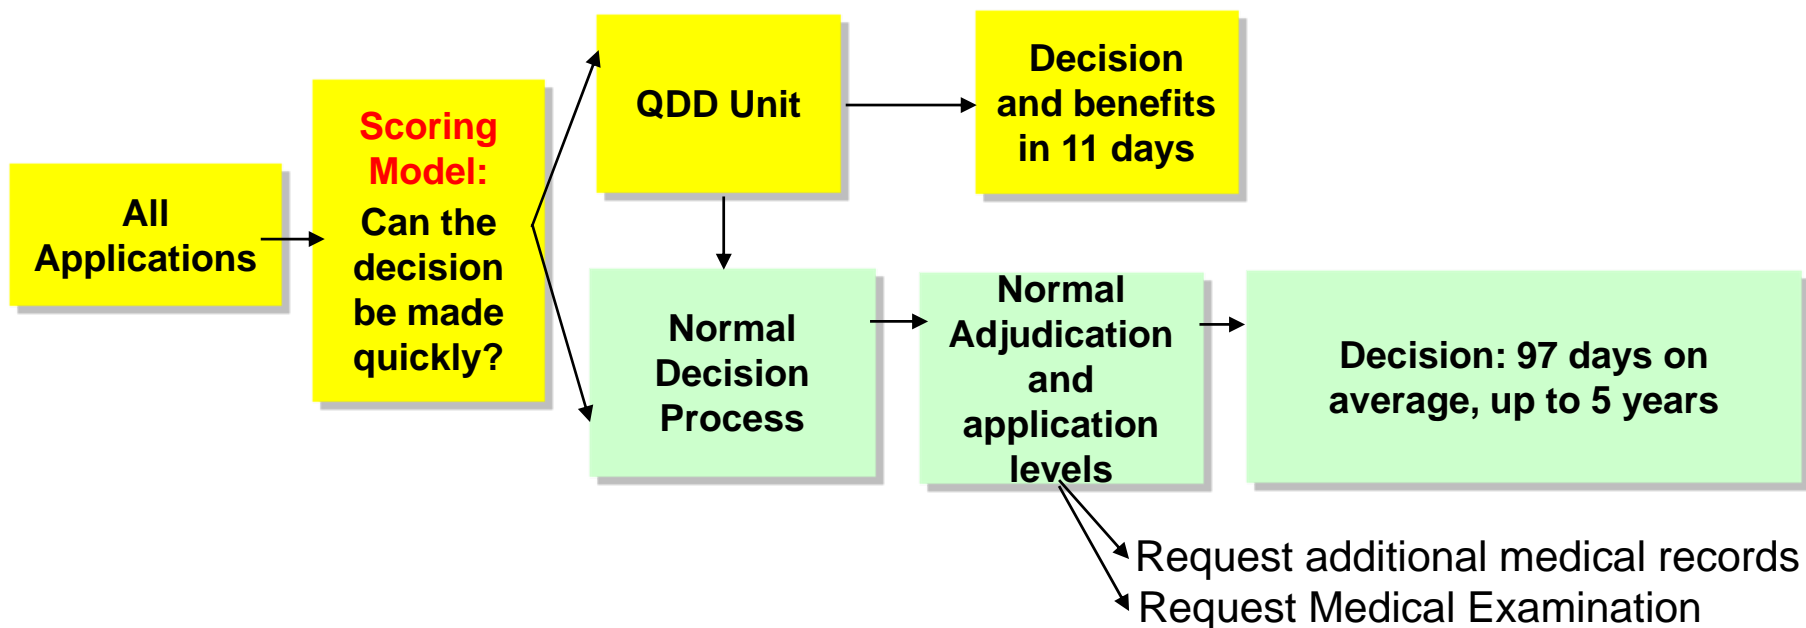 All
Applications
Scoring
Model:
Can the
decision
be made
quickly?
QDD Unit
Decision
and benefits
in 11 days
Normal
Decision
Process
Normal
Adjudication
and
application
levels
Decision: 97 days on
average, up to 5 years
Request additional medical records
Request Medical Examination